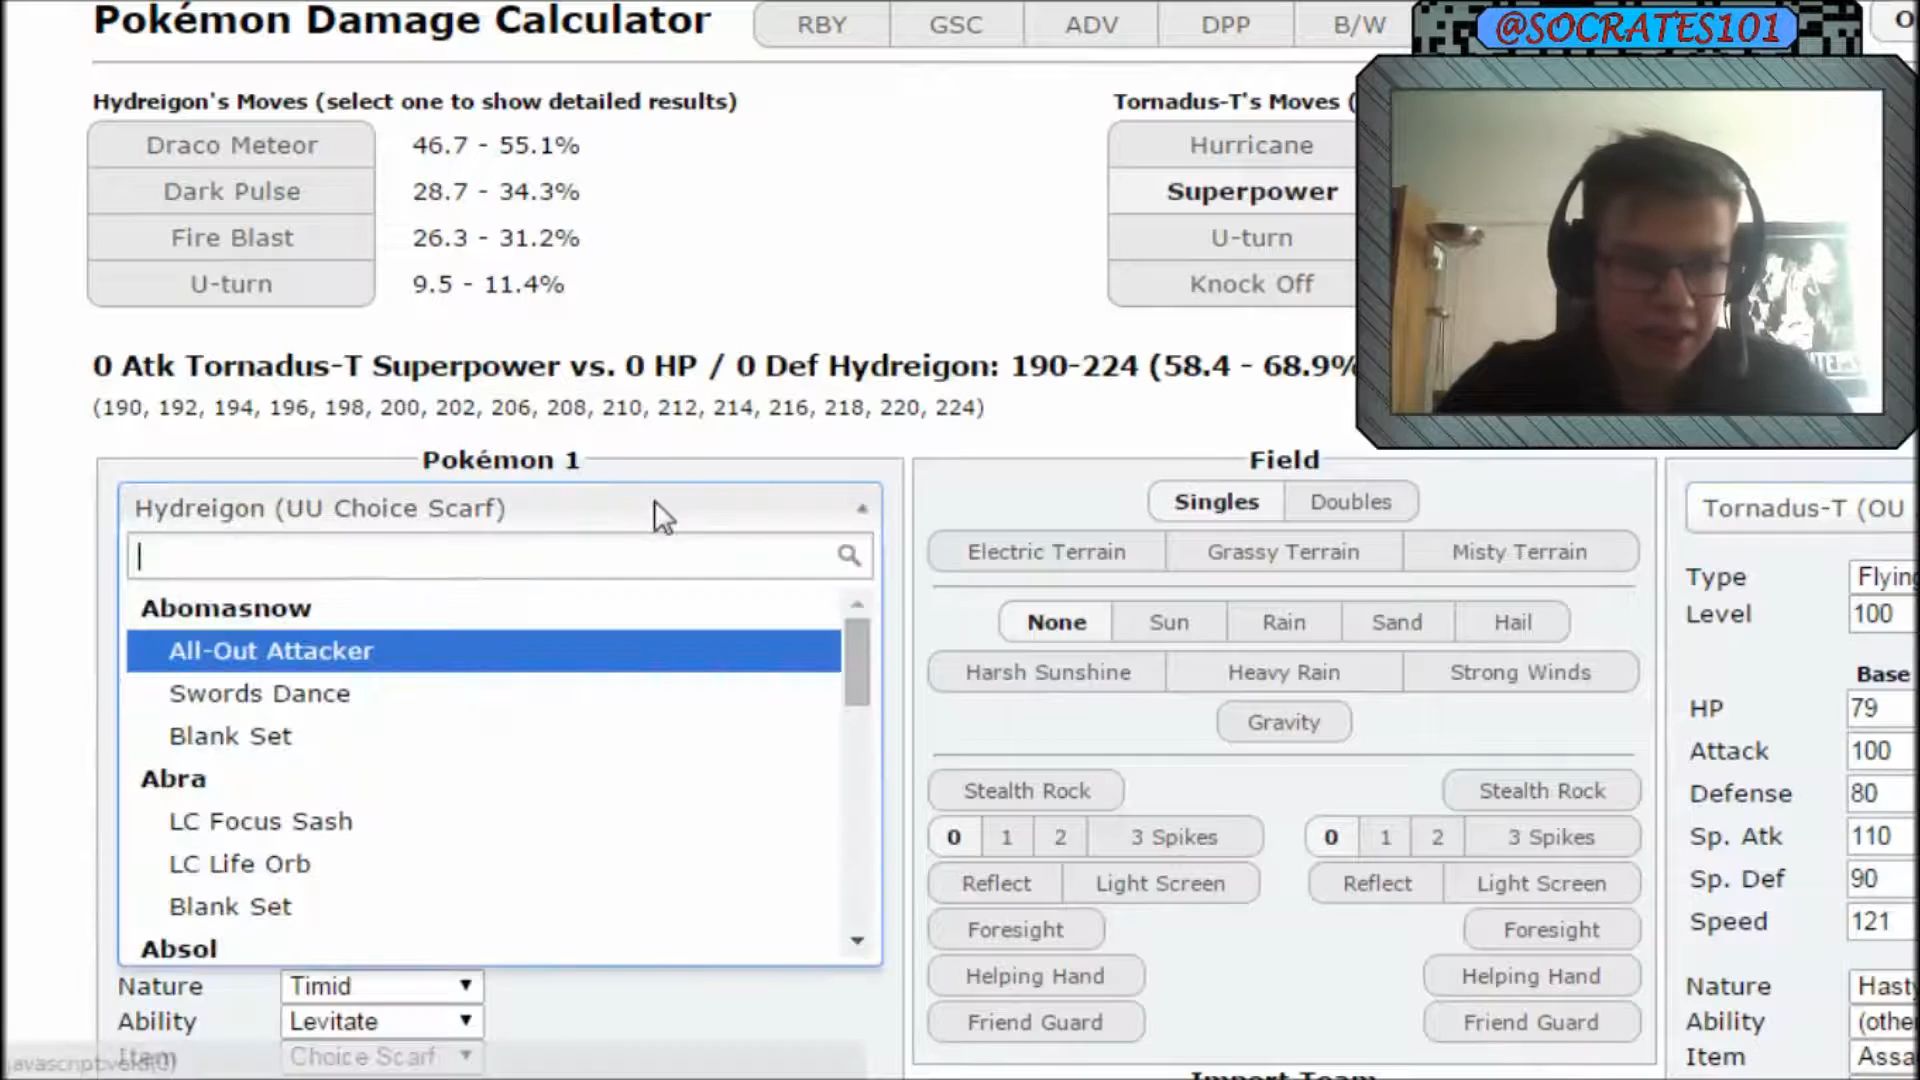 Pokémon Damage Calculator
RBY GSC ADV DPP B/W
@SOCRATES101
Hydreigon's Moves (select one to show detailed results)
Draco Meteor 46.7 - 55.1%
Dark Pulse 28.7 - 34.3%
Fire Blast 26.3 - 31.2%
U-turn 9.5 - 11.4%
Tornadus-T's Moves (
Hurricane
Superpower
U-turn
Knock Off
0 Atk Tornadus-T Superpower vs. 0 HP / 0 Def Hydreigon: 190-224 (58.4 - 68.9%
(190, 192, 194, 196, 198, 200, 202, 206, 208, 210, 212, 214, 216, 218, 220, 224)
Pokémon 1
Hydreigon (UU Choice Scarf)
Abomasnow
All-Out Attacker
Swords Dance
Blank Set
Abra
LC Focus Sash
LC Life Orb
Blank Set
Absol
Nature Timid
Ability Levitate
Item Choice Scarf
javascript:void(0)
Field
Singles Doubles
Electric Terrain Grassy Terrain Misty Terrain
None Sun Rain Sand Hail
Harsh Sunshine Heavy Rain Strong Winds
Gravity
Stealth Rock Stealth Rock
0 1 2 3 Spikes 0 1 2 3 Spikes
Reflect Light Screen Reflect Light Screen
Foresight Foresight
Helping Hand Helping Hand
Friend Guard Friend Guard
Import Team
Tornadus-T (OU
Type Flying
Level 100
Base
HP 79
Attack 100
Defense 80
Sp. Atk 110
Sp. Def 90
Speed 121
Nature Hasty
Ability (other
Item Assa